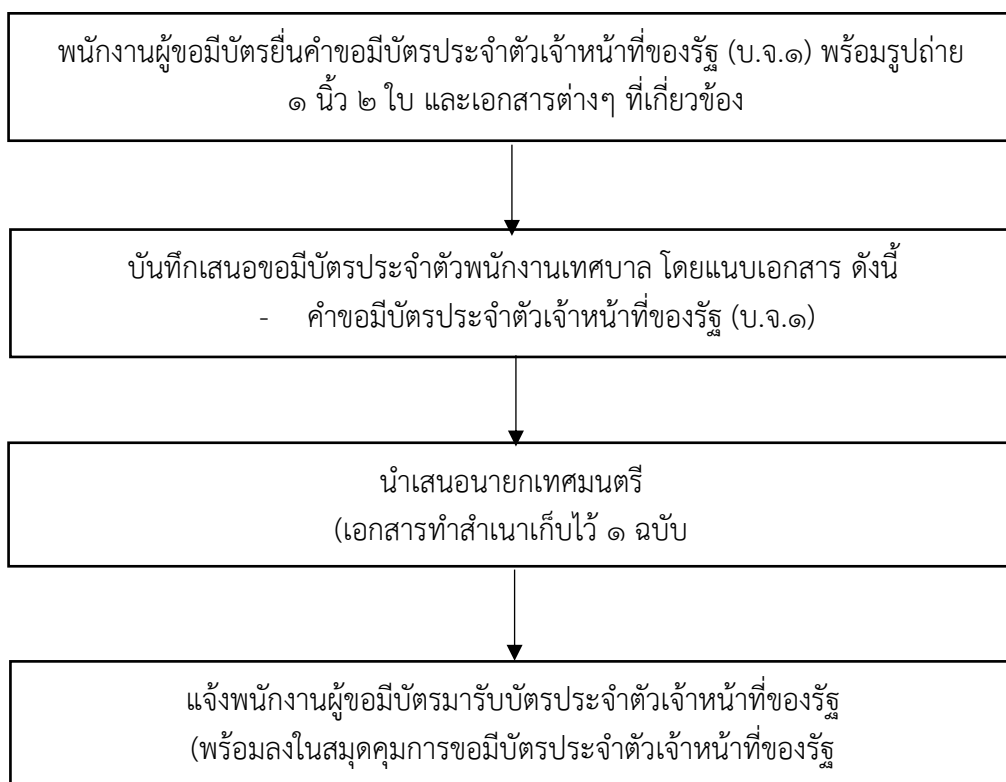 พนักงานผู้ขอมีบัตรยื่นคำขอมีบัตรประจำตัวเจ้าหน้าที่ของรัฐ (บ.จ.๑) พร้อมรูปถ่าย
๑ นิ้ว ๒ ใบ และเอกสารต่างๆ ที่เกี่ยวข้อง
บันทึกเสนอขอมีบัตรประจำตัวพนักงานเทศบาล โดยแนบเอกสาร ดังนี้
- คำขอมีบัตรประจำตัวเจ้าหน้าที่ของรัฐ (บ.จ.๑)
นำเสนอนายกเทศมนตรี
(เอกสารทำสำเนาเก็บไว้ ๑ ฉบับ
แจ้งพนักงานผู้ขอมีบัตรมารับบัตรประจำตัวเจ้าหน้าที่ของรัฐ
(พร้อมลงในสมุดคุมการขอมีบัตรประจำตัวเจ้าหน้าที่ของรัฐ